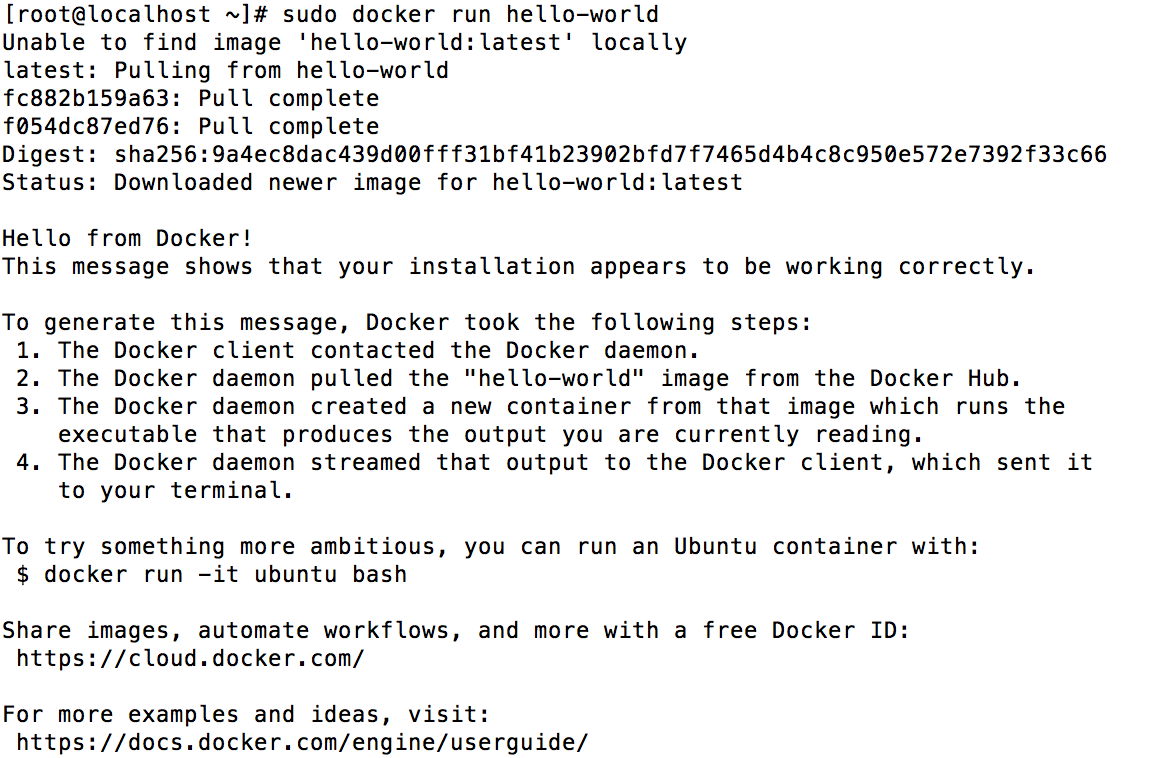 [root@localhost ~]# sudo docker run hello-world
Unable to find image 'hello-world:latest' locally
latest: Pulling from hello-world
fc882b159a63: Pull complete
f054dc87ed76: Pull complete
Digest: sha256:9a4ec8dac439d00fff31bf41b23902bfd7f7465d4b4c8c950e572e7392f33c66
Status: Downloaded newer image for hello-world:latest

Hello from Docker!
This message shows that your installation appears to be working correctly.

To generate this message, Docker took the following steps:
 1. The Docker client contacted the Docker daemon.
 2. The Docker daemon pulled the "hello-world" image from the Docker Hub.
 3. The Docker daemon created a new container from that image which runs the
    executable that produces the output you are currently reading.
 4. The Docker daemon streamed that output to the Docker client, which sent it
    to your terminal.

To try something more ambitious, you can run an Ubuntu container with:
 $ docker run -it ubuntu bash

Share images, automate workflows, and more with a free Docker ID:
 https://cloud.docker.com/

For more examples and ideas, visit:
 https://docs.docker.com/engine/userguide/